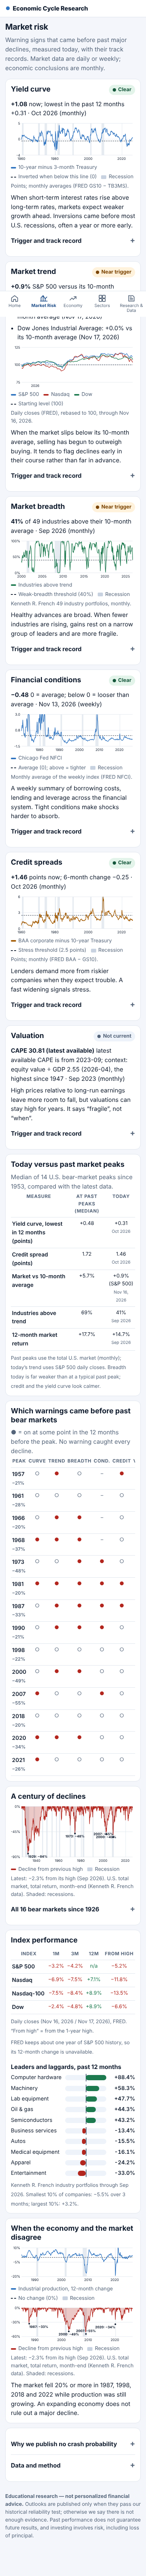 Economic Cycle Research
Market risk
Warning signs that came before past major
declines, measured today, with their track
records. Market data are daily or weekly;
economic conclusions are monthly.
Yield curve
Clear
+1.08 now; lowest in the past 12 months
+0.31 · Oct 2026 (monthly)
10-year minus 3-month Treasury
Inverted when below this line (0) Recession
Points; monthly averages (FRED GS10 − TB3MS).
When short-term interest rates rise above
long-term rates, markets expect weaker
growth ahead. Inversions came before most
U.S. recessions, often a year or more early.
Trigger and track record +
Market trend
Near trigger
+0.9% S&P 500 versus its 10-month
Home
Market Risk
Economy
Sectors
Research & Data
Dow Jones Industrial Average: +0.0% vs
its 10-month average (Nov 17, 2026)
S&P 500 Nasdaq Dow
Starting level (100)
Daily closes (FRED), rebased to 100, through Nov
16, 2026.
When the market slips below its 10-month
average, selling has begun to outweigh
buying. It tends to flag declines early in
their course rather than far in advance.
Trigger and track record +
Market breadth
Near trigger
41% of 49 industries above their 10-month
average · Sep 2026 (monthly)
Industries above trend
Weak-breadth threshold (40%) Recession
Kenneth R. French 49 industry portfolios, monthly.
Healthy advances are broad. When fewer
industries keep rising, gains rest on a narrow
group of leaders and are more fragile.
Trigger and track record +
Financial conditions
Clear
−0.48 0 = average; below 0 = looser than
average · Nov 13, 2026 (weekly)
Chicago Fed NFCI
Average (0); above = tighter Recession
Monthly average of the weekly index (FRED NFCI).
A weekly summary of borrowing costs,
lending and leverage across the financial
system. Tight conditions make shocks
harder to absorb.
Trigger and track record +
Credit spreads
Clear
+1.46 points now; 6-month change −0.25 ·
Oct 2026 (monthly)
BAA corporate minus 10-year Treasury
Stress threshold (2.5 points) Recession
Points; monthly (FRED BAA − GS10).
Lenders demand more from riskier
companies when they expect trouble. A
fast widening signals stress.
Trigger and track record +
Valuation
Not current
CAPE 30.81 (latest available) latest
available CAPE is from 2023-09; context:
equity value ÷ GDP 2.55 (2026-04), the
highest since 1947 · Sep 2023 (monthly)
High prices relative to long-run earnings
leave more room to fall, but valuations can
stay high for years. It says “fragile”, not
“when”.
Trigger and track record +
Today versus past market peaks
Median of 14 U.S. bear-market peaks since
1953, compared with the latest data.
MEASURE AT PAST PEAKS (MEDIAN) TODAY
Yield curve, lowest in 12 months (points) +0.46 +0.31 Oct 2026
Credit spread (points) 1.72 1.46 Oct 2026
Market vs 10-month average +5.7% +0.9% (S&P 500) Nov 16, 2026
Industries above trend 69% 41% Sep 2026
12-month market return +17.7% +14.7% Sep 2026
Past peaks use the total U.S. market (monthly);
today’s trend uses S&P 500 daily closes. Breadth
today is far weaker than at a typical past peak;
credit and the yield curve look calmer.
Which warnings came before past
bear markets
● = on at some point in the 12 months
before the peak. No warning caught every
decline.
PEAK CURVE TREND BREADTH COND. CREDIT
1957
−21%
1961
−28%
1966
−20%
1968
−37%
1973
−48%
1981
−20%
1987
−33%
1990
−21%
1998
−22%
2000
−49%
2007
−55%
2018
−20%
2020
−34%
2021
−26%
A century of declines
Decline from previous high Recession
Latest: −2.3% from its high (Sep 2026). U.S. total
market, total return, month-end (Kenneth R. French
data). Shaded: recessions.
All 16 bear markets since 1926 +
Index performance
INDEX 1M 3M 12M FROM HIGH
S&P 500 −3.2% −4.2% n/a −5.2%
Nasdaq −6.9% −7.5% +7.1% −11.6%
Nasdaq-100 −7.5% −8.4% +8.9% −13.5%
Dow −2.4% −4.8% +8.9% −6.6%
Daily closes (Nov 16, 2026 / Nov 17, 2026, FRED).
“From high” = from the 1-year high.
FRED keeps about one year of S&P 500 history, so
its 12-month change is unavailable.
Leaders and laggards, past 12 months
Computer hardware +88.4%
Machinery +58.3%
Lab equipment +47.7%
Oil & gas +44.3%
Semiconductors +43.2%
Business services −13.4%
Autos −15.5%
Medical equipment −16.1%
Apparel −24.2%
Entertainment −33.0%
Kenneth R. French industry portfolios through Sep
2026. Smallest 10% of companies: −5.5% over 3
months; largest 10%: +3.2%.
When the economy and the market
disagree
Industrial production, 12-month change
No change (0%) Recession
Decline from previous high Recession
Latest: −2.3% from its high (Sep 2026). U.S. total
market, total return, month-end (Kenneth R. French
data). Shaded: recessions.
The market fell 20% or more in 1987, 1998,
2018 and 2022 while production was still
growing. An expanding economy does not
rule out a major decline.
Why we publish no crash probability +
Data and method +
Educational research — not personalized financial
advice. Outlooks are published only when they pass our
historical reliability test; otherwise we say there is not
enough evidence. Past performance does not guarantee
future results, and investing involves risk, including loss
of principal.